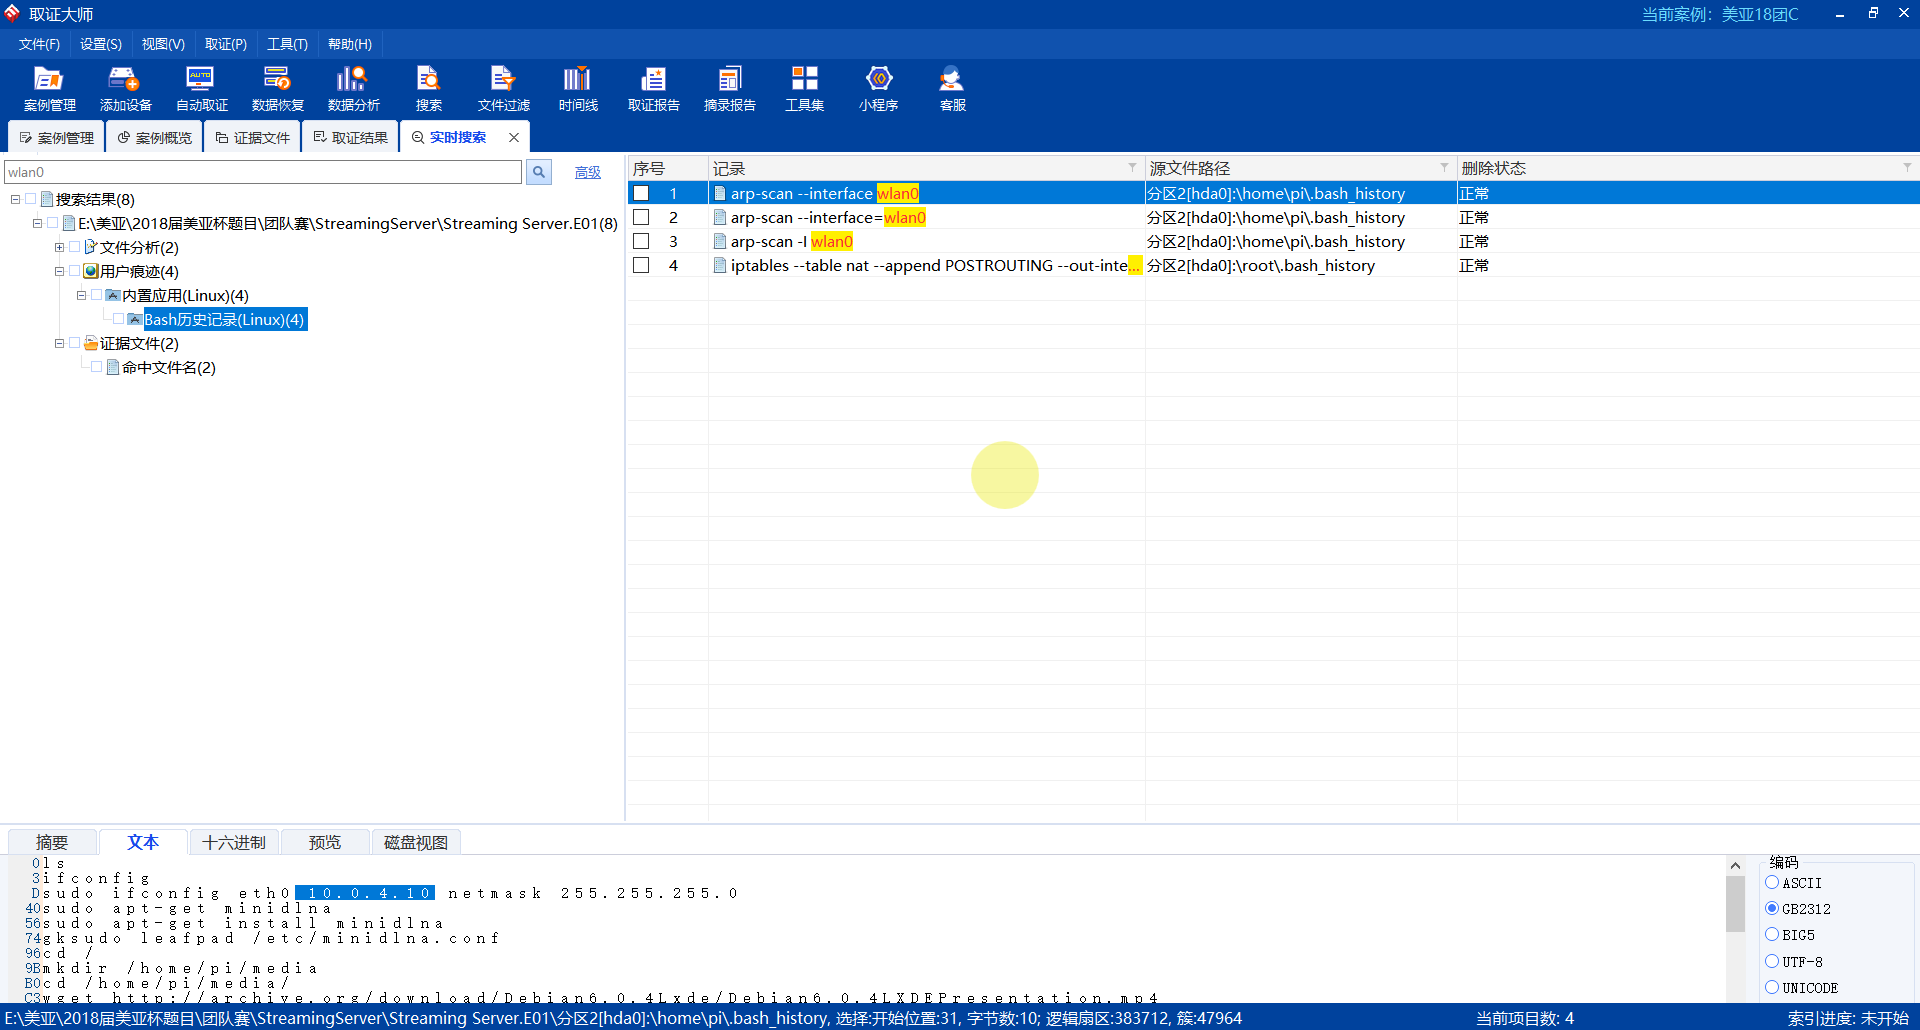 取证大师
当前案例：美亚18团C
文件(F) 设置(S) 视图(V) 取证(P) 工具(T) 帮助(H)
案例管理 添加设备 自动取证 数据恢复 数据分析 搜索 文件过滤 时间线 取证报告 摘录报告 工具集 小程序 客服
案例管理 案例概览 证据文件 取证结果 实时搜索
wlan0 高级
搜索结果(8)
E:\美亚\2018届美亚杯题目\团队赛\StreamingServer\Streaming Server.E01(8)
文件分析(2)
用户痕迹(4)
内置应用(Linux)(4)
Bash历史记录(Linux)(4)
证据文件(2)
命中文件名(2)
序号 记录 源文件路径 删除状态
1 arp-scan --interface wlan0 分区2[hda0]:\home\pi\.bash_history 正常
2 arp-scan --interface=wlan0 分区2[hda0]:\home\pi\.bash_history 正常
3 arp-scan -I wlan0 分区2[hda0]:\home\pi\.bash_history 正常
4 iptables --table nat --append POSTROUTING --out-inte... 分区2[hda0]:\root\.bash_history 正常
摘要 文本 十六进制 预览 磁盘视图
0ls
3ifconfig
Dsudo ifconfig eth0 10.0.4.10 netmask 255.255.255.0
40sudo apt-get minidlna
56sudo apt-get install minidlna
74gksudo leafpad /etc/minidlna.conf
96cd /
9Bmkdir /home/pi/media
B0cd /home/pi/media/
C3wget http://archive.org/download/Debian6.0.4Lxde/Debian6.0.4LXDEPresentation.mp4
编码
ASCII
GB2312
BIG5
UTF-8
UNICODE
E:\美亚\2018届美亚杯题目\团队赛\StreamingServer\Streaming Server.E01\分区2[hda0]:\home\pi\.bash_history, 选择:开始位置:31, 字节数:10; 逻辑扇区:383712, 簇:47964 当前项目数: 4 索引进度: 未开始